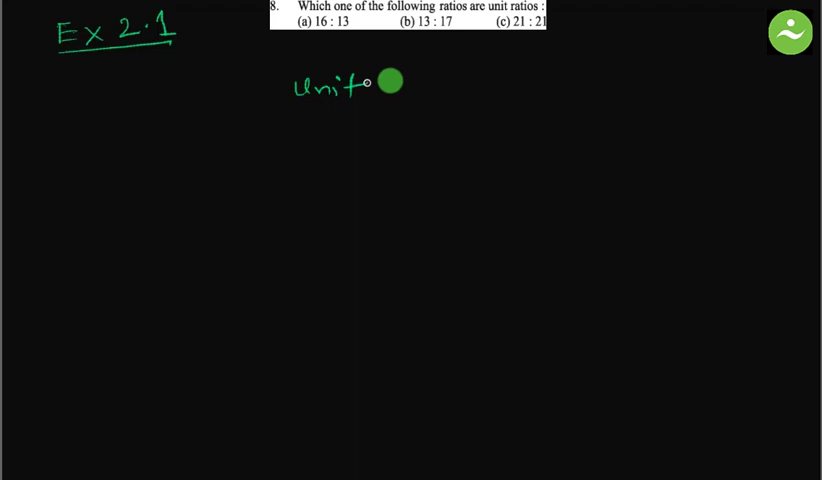 Ex 2.1
8. Which one of the following ratios are unit ratios :
(a) 16 : 13 (b) 13 : 17 (c) 21 : 21
Unit